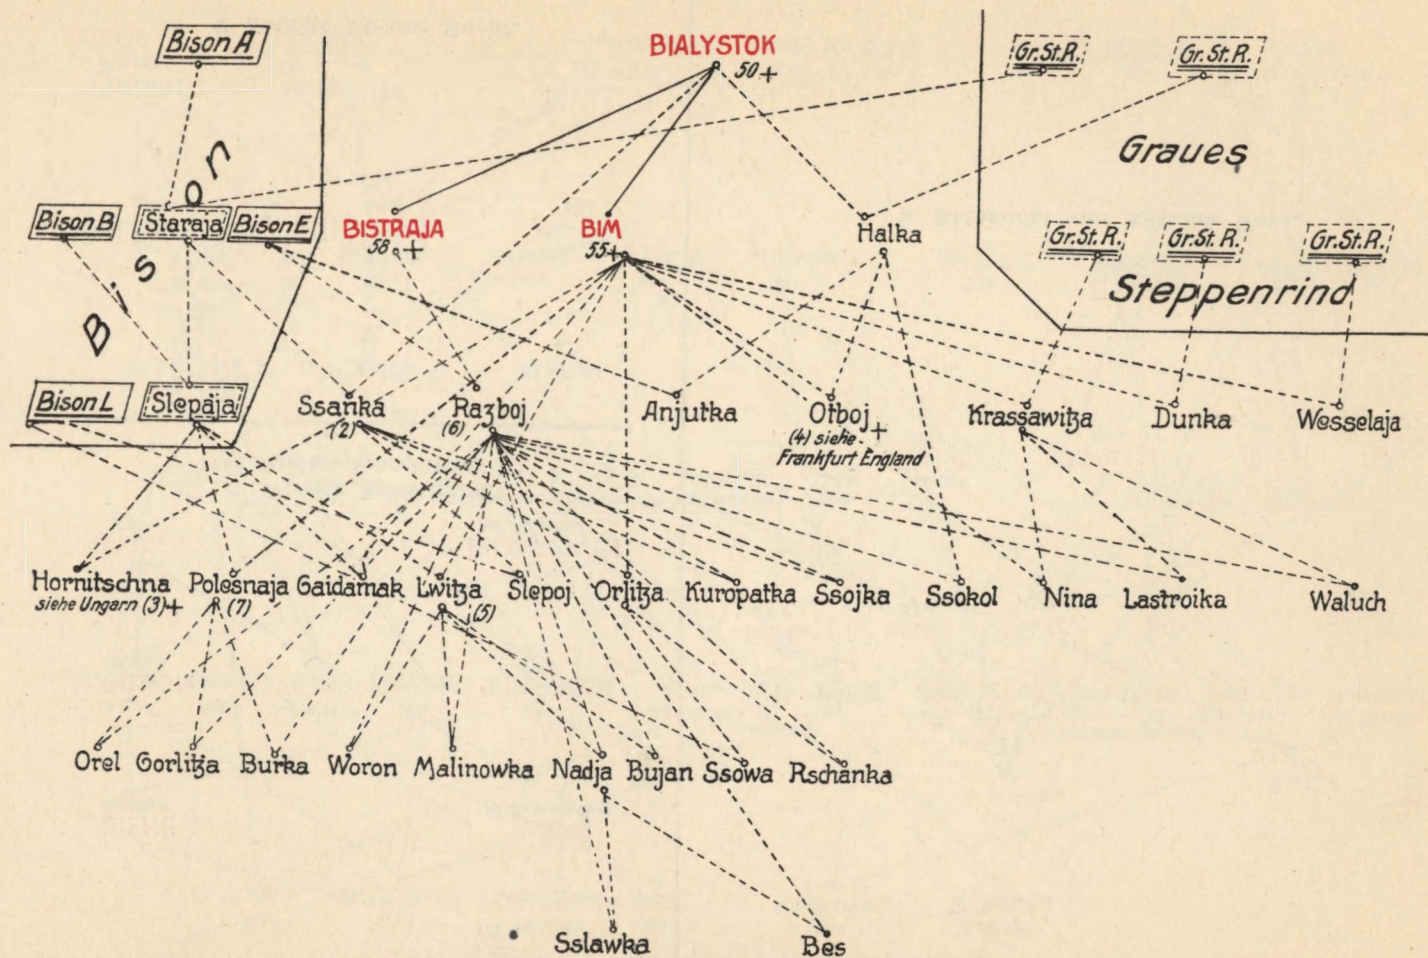 Bison A
BIALYSTOK
50+
Gr.St.R.
Gr.St.R.
Graues
Bison
Bison B
Staraja
Bison E
BISTRAJA
58+
BIM
55+
Halka
Gr.St.R.
Gr.St.R.
Gr.St.R.
Steppenrind
Bison L
Slepaja
Ssanka
(2)
Razboj
(6)
Anjutka
Otboj +
(4) siehe
Frankfurt England
Krassawitza
Dunka
Wesselaja
Hornitschna
siehe Ungarn (3)+
Polesnaja
(7)
Gaidamak
Lwitza
(5)
Slepoj
Orlitza
Kuropatka
Ssojka
Ssokol
Nina
Lastroika
Waluch
Orel
Gorlitza
Burka
Woron
Malinowka
Nadja
Bujan
Ssowa
Rschanka
Sslawka
Bes